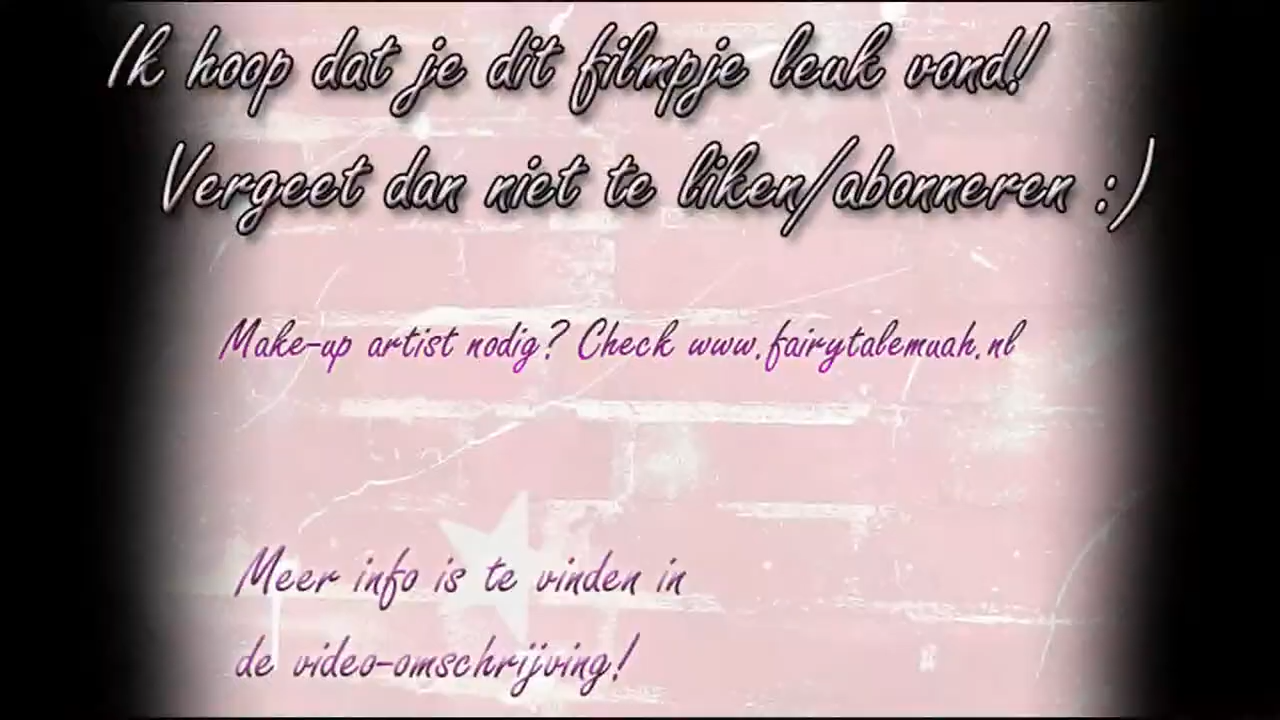 Ik hoop dat je dit filmpje leuk vond!
Vergeet dan niet te liken/abonneren :)
Make-up artist nodig? Check www.fairytalemuah.nl
Meer info is te vinden in
de video-omschrijving!